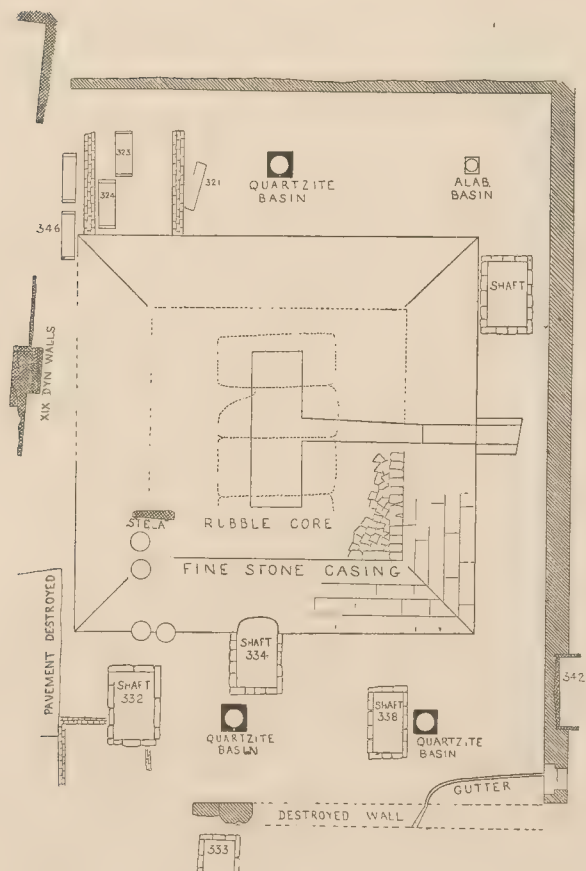 323
324
321
QUARTZITE
BASIN
ALAB.
BASIN
346
SHAFT
XIX DYN WALLS
STELA
RUBBLE CORE
FINE STONE CASING
PAVEMENT DESTROYED
SHAFT
334
SHAFT
332
SHAFT
338
342
QUARTZITE
BASIN
QUARTZITE
BASIN
GUTTER
DESTROYED WALL
333